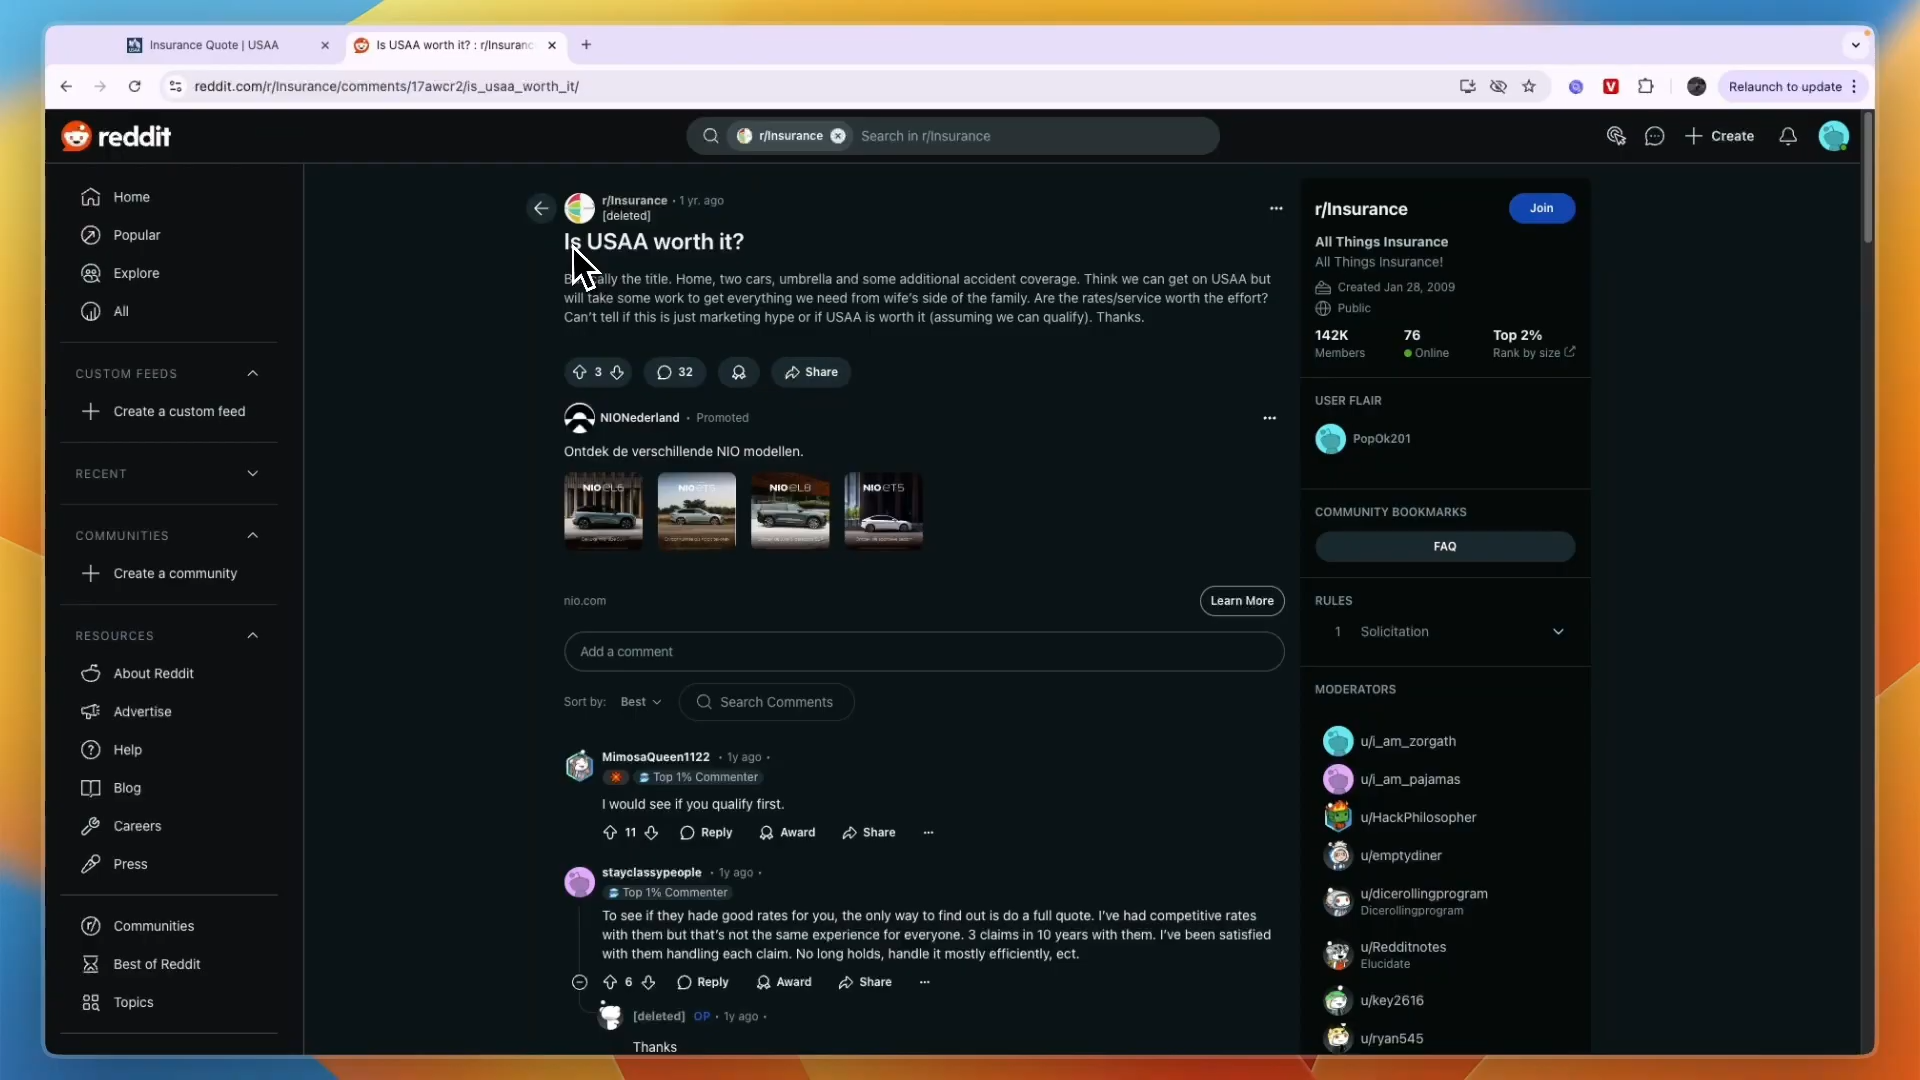 Insurance Quote | USAA
Is USAA worth it? : r/Insuranc
reddit.com/r/Insurance/comments/17awcr2/is_usaa_worth_it/
Relaunch to update
reddit
r/Insurance
Search in r/Insurance
Create
Home
Popular
Explore
All
CUSTOM FEEDS
Create a custom feed
RECENT
COMMUNITIES
Create a community
RESOURCES
About Reddit
Advertise
Help
Blog
Careers
Press
Communities
Best of Reddit
Topics
r/Insurance • 1 yr. ago
[deleted]
Is USAA worth it?
ally the title. Home, two cars, umbrella and some additional accident coverage. Think we can get on USAA but
will take some work to get everything we need from wife's side of the family. Are the rates/service worth the effort?
Can't tell if this is just marketing hype or if USAA is worth it (assuming we can qualify). Thanks.
3
32
Share
NIONederland • Promoted
Ontdek de verschillende NIO modellen.
NIO EL6
NIO ET5
NIO EL8
NIO ET5
nio.com
Learn More
Add a comment
Sort by: Best
Search Comments
MimosaQueen1122 • 1y ago •
Top 1% Commenter
I would see if you qualify first.
11
Reply
Award
Share
stayclassypeople • 1y ago •
Top 1% Commenter
To see if they hade good rates for you, the only way to find out is do a full quote. I've had competitive rates
with them but that's not the same experience for everyone. 3 claims in 10 years with them. I've been satisfied
with them handling each claim. No long holds, handle it mostly efficiently, ect.
6
Reply
Award
Share
[deleted] OP • 1y ago •
Thanks
r/Insurance
Join
All Things Insurance
All Things Insurance!
Created Jan 28, 2009
Public
142K
76
Top 2%
Members
Online
Rank by size
USER FLAIR
PopOk201
COMMUNITY BOOKMARKS
FAQ
RULES
1 Solicitation
MODERATORS
u/i_am_zorgath
u/i_am_pajamas
u/HackPhilosopher
u/emptydiner
u/dicerollingprogram
Dicerollingprogram
u/Redditnotes
Elucidate
u/key2616
u/ryan545